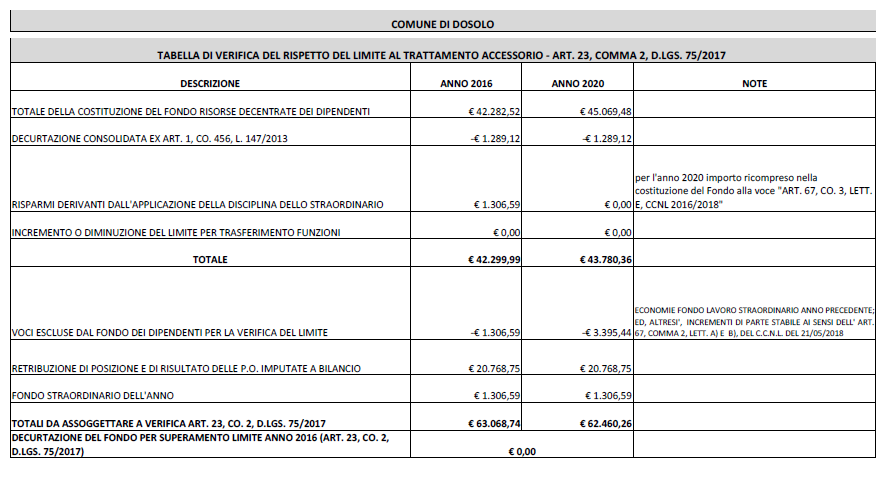 COMUNE DI DOSOLO
TABELLA DI VERIFICA DEL RISPETTO DEL LIMITE AL TRATTAMENTO ACCESSORIO - ART. 23, COMMA 2, D.LGS. 75/2017
DESCRIZIONE ANNO 2016 ANNO 2020 NOTE
TOTALE DELLA COSTITUZIONE DEL FONDO RISORSE DECENTRATE DEI DIPENDENTI € 42.282,52 € 45.069,48
DECURTAZIONE CONSOLIDATA EX ART. 1, CO. 456, L. 147/2013 -€ 1.289,12 -€ 1.289,12
per l'anno 2020 importo ricompreso nella
costituzione del Fondo alla voce "ART. 67, CO. 3, LETT.
RISPARMI DERIVANTI DALL'APPLICAZIONE DELLA DISCIPLINA DELLO STRAORDINARIO € 1.306,59 € 0,00 E, CCNL 2016/2018"
INCREMENTO O DIMINUZIONE DEL LIMITE PER TRASFERIMENTO FUNZIONI € 0,00 € 0,00
TOTALE € 42.299,99 € 43.780,36
ECONOMIE FONDO LAVORO STRAORDINARIO ANNO PRECEDENTE;
ED, ALTRESI', INCREMENTI DI PARTE STABILE AI SENSI DELL' ART.
VOCI ESCLUSE DAL FONDO DEI DIPENDENTI PER LA VERIFICA DEL LIMITE -€ 1.306,59 -€ 3.395,44 67, COMMA 2, LETT. A) E B), DEL C.C.N.L. DEL 21/05/2018
RETRIBUZIONE DI POSIZIONE E DI RISULTATO DELLE P.O. IMPUTATE A BILANCIO € 20.768,75 € 20.768,75
FONDO STRAORDINARIO DELL'ANNO € 1.306,59 € 1.306,59
TOTALI DA ASSOGGETTARE A VERIFICA ART. 23, CO. 2, D.LGS. 75/2017 € 63.068,74 € 62.460,26
DECURTAZIONE DEL FONDO PER SUPERAMENTO LIMITE ANNO 2016 (ART. 23, CO. 2,
D.LGS. 75/2017) € 0,00